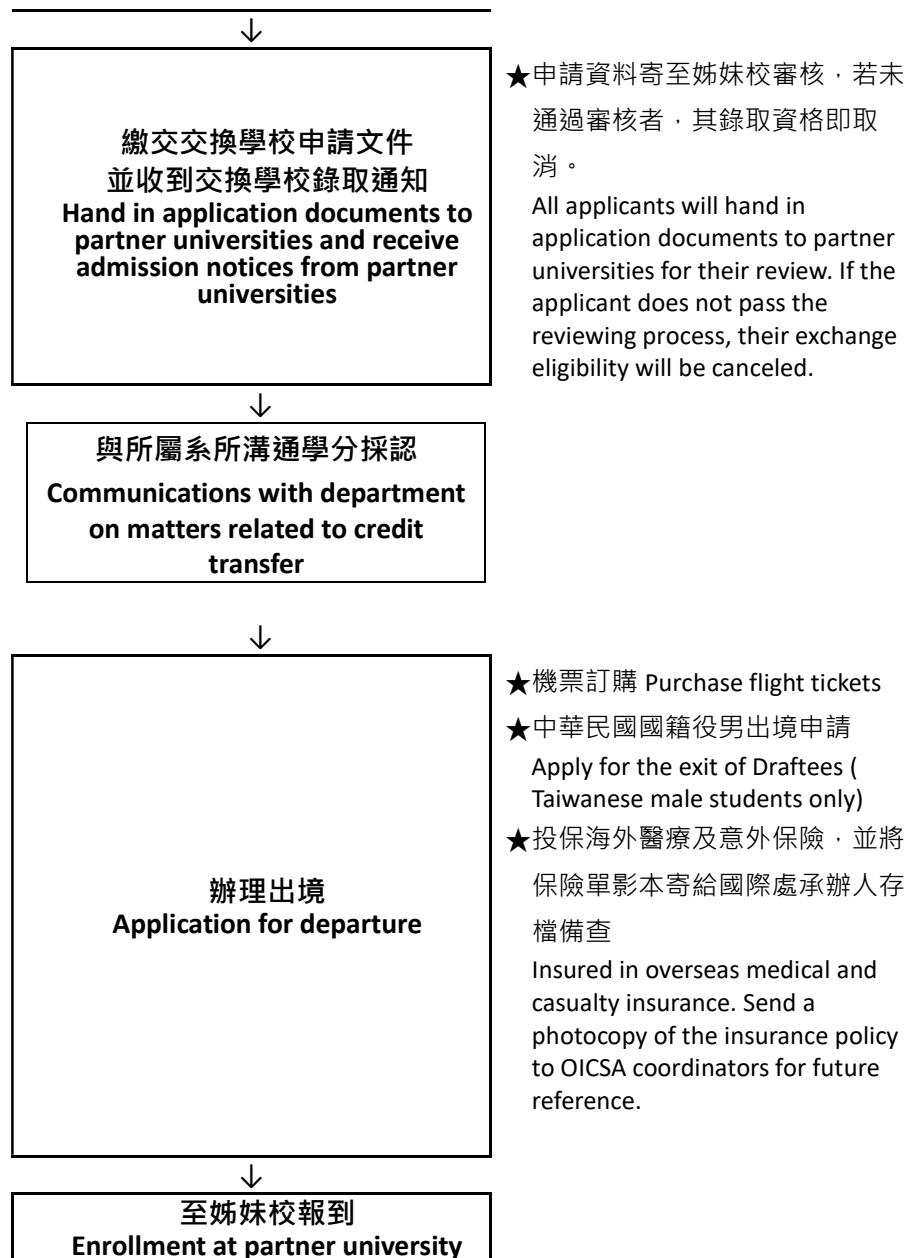 ↓
繳交交換學校申請文件
並收到交換學校錄取通知
Hand in application documents to
partner universities and receive
admission notices from partner
universities
★申請資料寄至姊妹校審核，若未
通過審核者，其錄取資格即取
消。
All applicants will hand in
application documents to partner
universities for their review. If the
applicant does not pass the
reviewing process, their exchange
eligibility will be canceled.
↓
與所屬系所溝通學分採認
Communications with department
on matters related to credit
transfer
↓
辦理出境
Application for departure
★機票訂購 Purchase flight tickets
★中華民國國籍役男出境申請
Apply for the exit of Draftees (
Taiwanese male students only)
★投保海外醫療及意外保險，並將
保險單影本寄給國際處承辦人存
檔備查
Insured in overseas medical and
casualty insurance. Send a
photocopy of the insurance policy
to OICSA coordinators for future
reference.
↓
至姊妹校報到
Enrollment at partner university